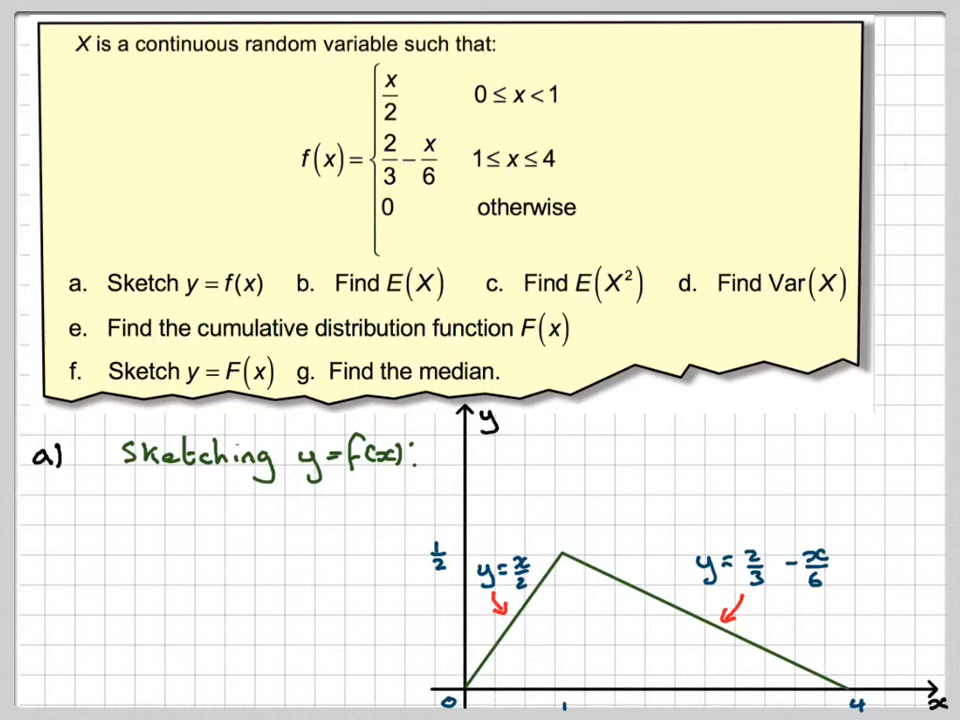 X is a continuous random variable such that:
x/2 0 ≤ x < 1
f(x) = { 2/3 − x/6 1 ≤ x ≤ 4
0 otherwise
a. Sketch y = f(x) b. Find E(X) c. Find E(X²) d. Find Var(X)
e. Find the cumulative distribution function F(x)
f. Sketch y = F(x) g. Find the median.
a) Sketching y=f(x):
y
1/2
y = x/2
y = 2/3 - x/6
0 1 4 x